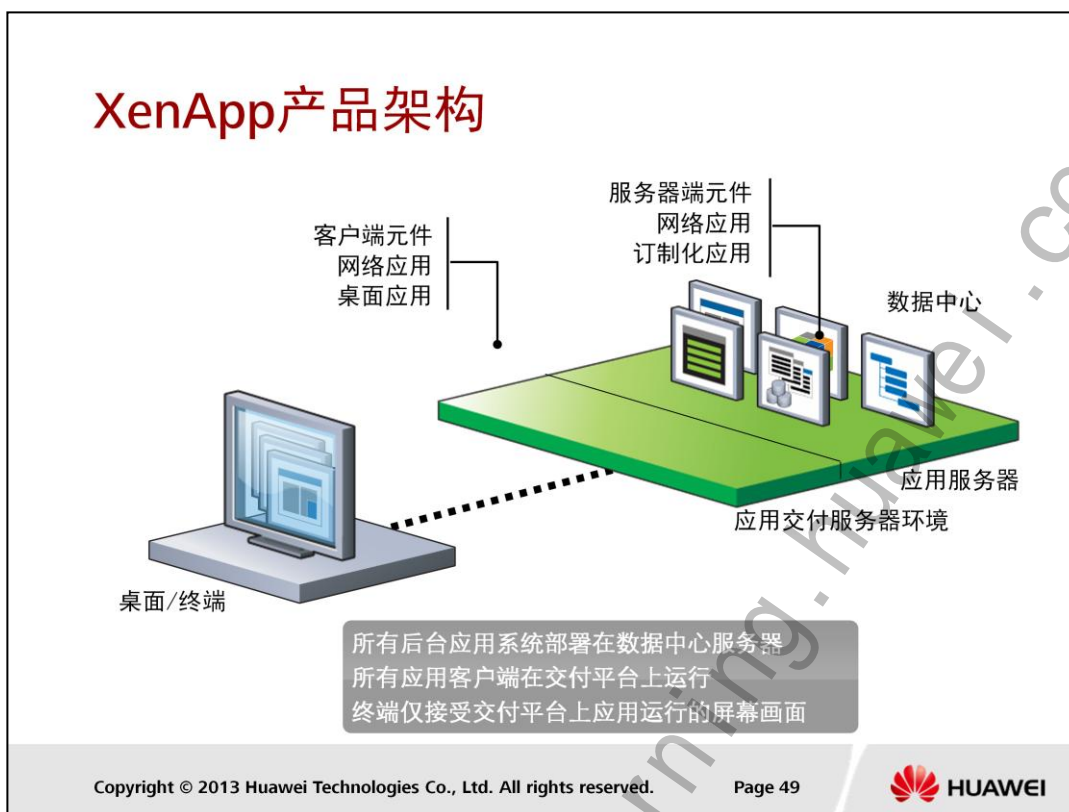 XenApp产品架构
客户端元件
网络应用
桌面应用
服务器端元件
网络应用
订制化应用
数据中心
应用服务器
应用交付服务器环境
桌面/终端
所有后台应用系统部署在数据中心服务器
所有应用客户端在交付平台上运行
终端仅接受交付平台上应用运行的屏幕画面
rning.huawei.co
Copyright © 2013 Huawei Technologies Co., Ltd. All rights reserved.
Page 49
HUAWEI